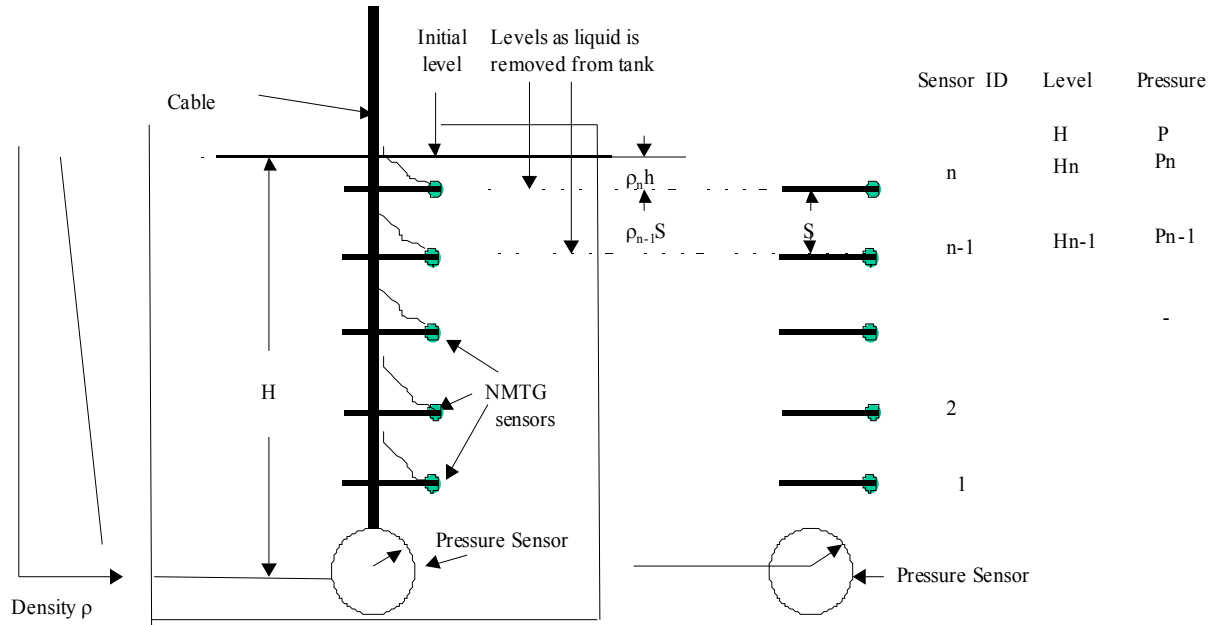 Initial
level
Levels as liquid is
removed from tank
Sensor ID Level Pressure
Cable
H P
n Hn Pn
ρnh
ρn-1S
S
n-1 Hn-1 Pn-1
-
H
NMTG
sensors
2
1
Pressure Sensor
Pressure Sensor
Density ρ